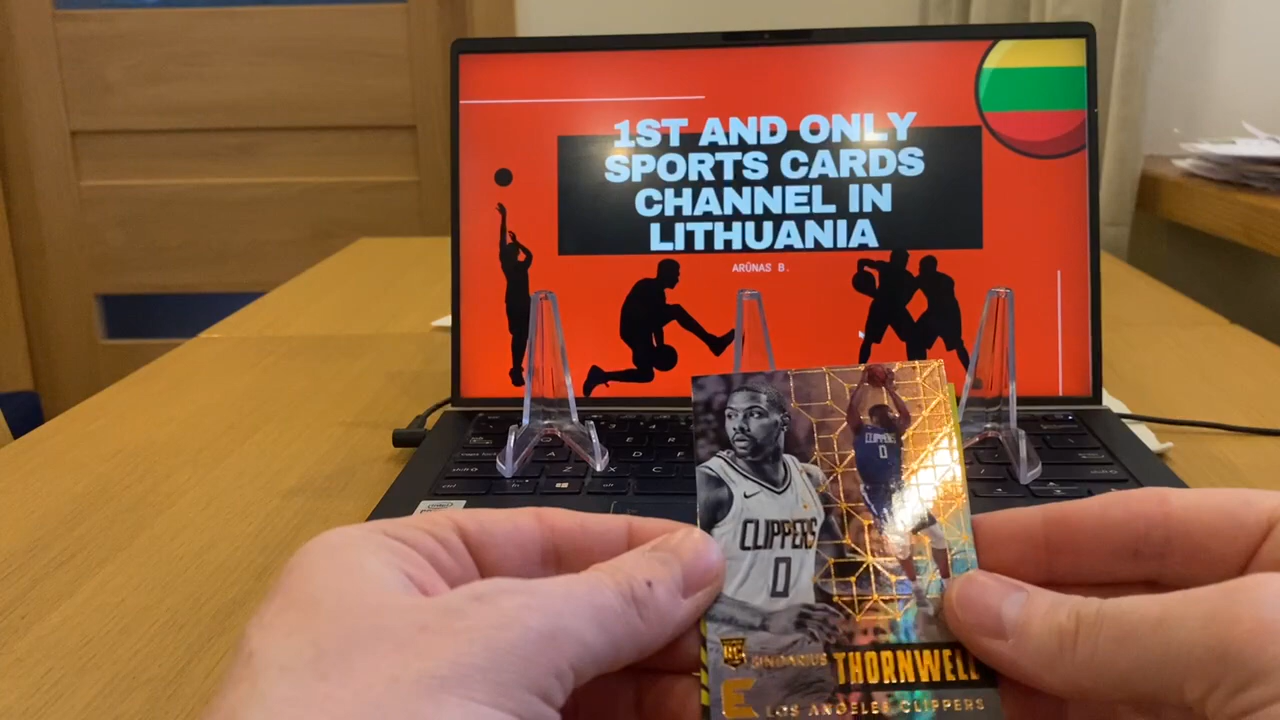 1ST AND ONLY
SPORTS CARDS
CHANNEL IN
LITHUANIA
ARŪNAS B.
CLIPPERS
0
CLIPPERS
0
RC
SINDARIUS THORNWELL
E
LOS ANGELES CLIPPERS